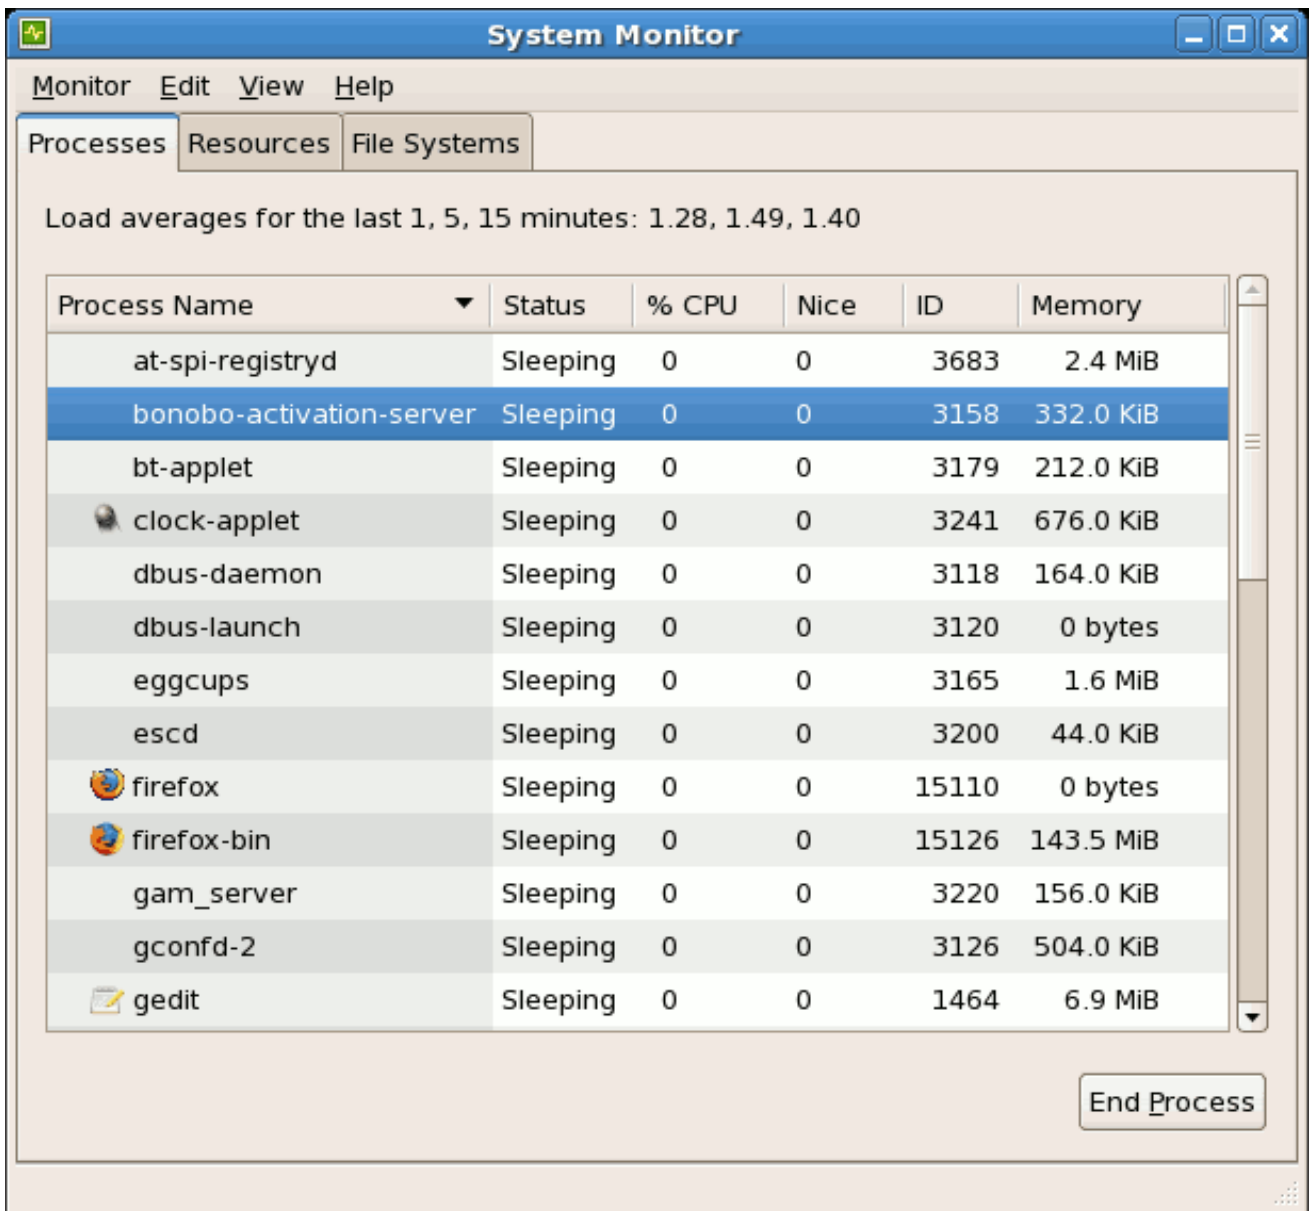 System Monitor
Monitor Edit View Help
Processes Resources File Systems
Load averages for the last 1, 5, 15 minutes: 1.28, 1.49, 1.40
Process Name Status % CPU Nice ID Memory
at-spi-registryd Sleeping 0 0 3683 2.4 MiB
bonobo-activation-server Sleeping 0 0 3158 332.0 KiB
bt-applet Sleeping 0 0 3179 212.0 KiB
clock-applet Sleeping 0 0 3241 676.0 KiB
dbus-daemon Sleeping 0 0 3118 164.0 KiB
dbus-launch Sleeping 0 0 3120 0 bytes
eggcups Sleeping 0 0 3165 1.6 MiB
escd Sleeping 0 0 3200 44.0 KiB
firefox Sleeping 0 0 15110 0 bytes
firefox-bin Sleeping 0 0 15126 143.5 MiB
gam_server Sleeping 0 0 3220 156.0 KiB
gconfd-2 Sleeping 0 0 3126 504.0 KiB
gedit Sleeping 0 0 1464 6.9 MiB
End Process